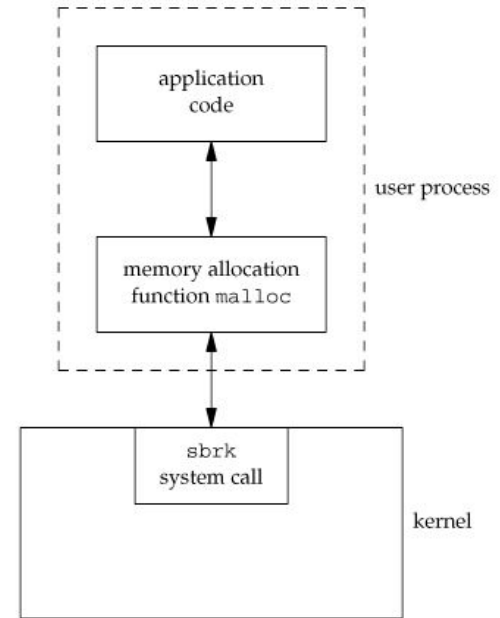 application
code
user process
memory allocation
function malloc
sbrk
system call
kernel